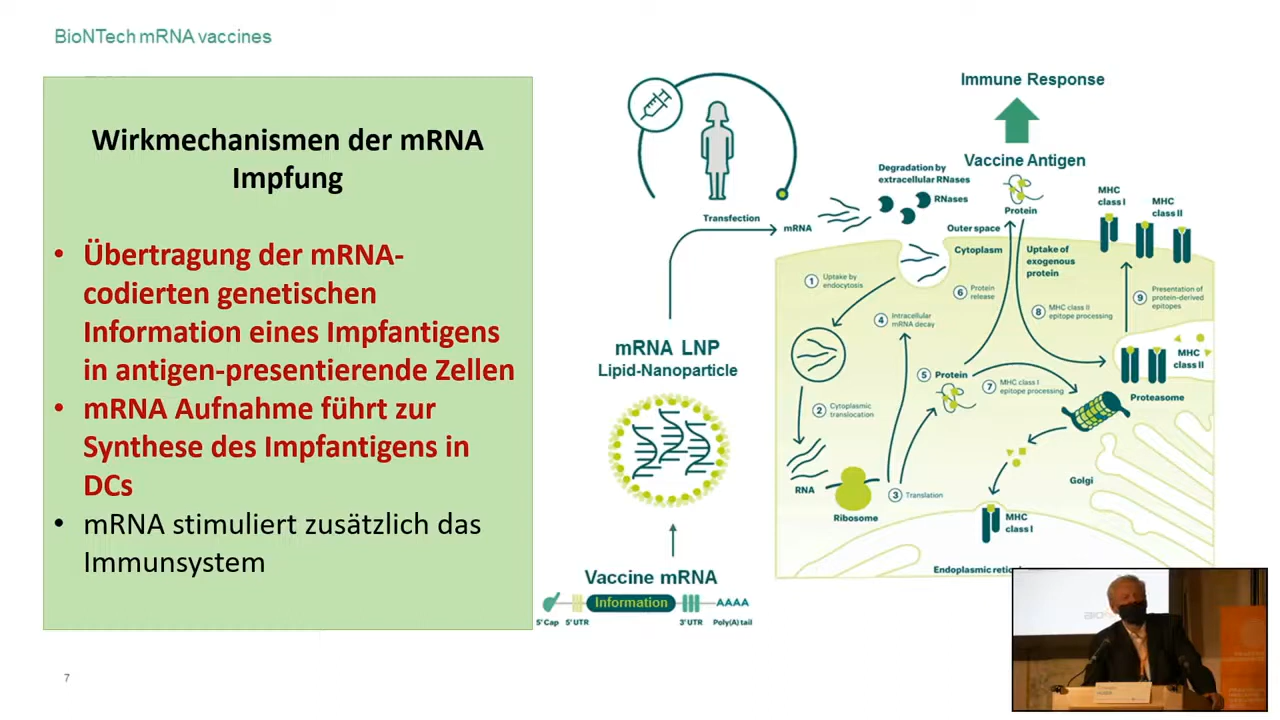 BioNTech mRNA vaccines
Wirkmechanismen der mRNA
Impfung
• Übertragung der mRNA-
codierten genetischen
Information eines Impfantigens
in antigen-presentierende Zellen
• mRNA Aufnahme führt zur
Synthese des Impfantigens in
DCs
• mRNA stimuliert zusätzlich das
Immunsystem
7
Immune Response
Vaccine Antigen
Protein
Degradation by
extracellular RNases
RNases
MHC
class I
MHC
class II
Transfection
mRNA
Outer space
Cytoplasm
Uptake of
exogenous
protein
1 Uptake by
endocytosis
6 Protein
release
9 Presentation of
protein-derived
epitopes
8 MHC class II
epitope processing
4 Intracellular
mRNA decay
mRNA LNP
Lipid-Nanoparticle
MHC
class II
5 Protein
7 MHC class I
epitope processing
Proteasome
2 Cytoplasmic
translocation
RNA
3 Translation
Ribosome
Golgi
MHC
class I
Endoplasmic
Vaccine mRNA
Information
AAAA
5' Cap
5' UTR
3' UTR
Poly(A) tail